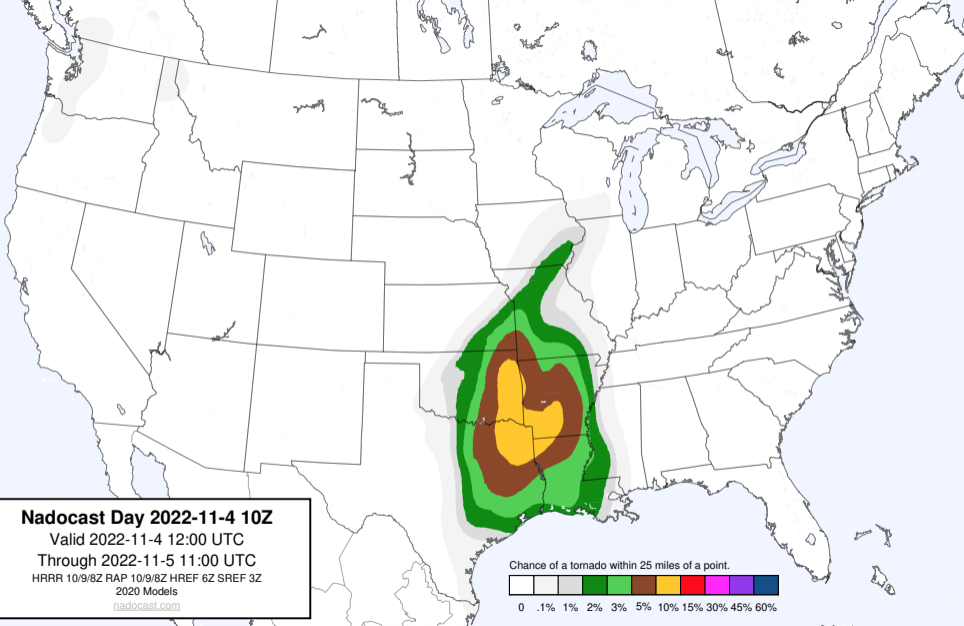 Nadocast Day 2022-11-4 10Z
Valid 2022-11-4 12:00 UTC
Through 2022-11-5 11:00 UTC
HRRR 10/9/8Z RAP 10/9/8Z HREF 6Z SREF 3Z
2020 Models
nadocast.com
Chance of a tornado within 25 miles of a point.
0 .1% 1% 2% 3% 5% 10% 15% 30% 45% 60%